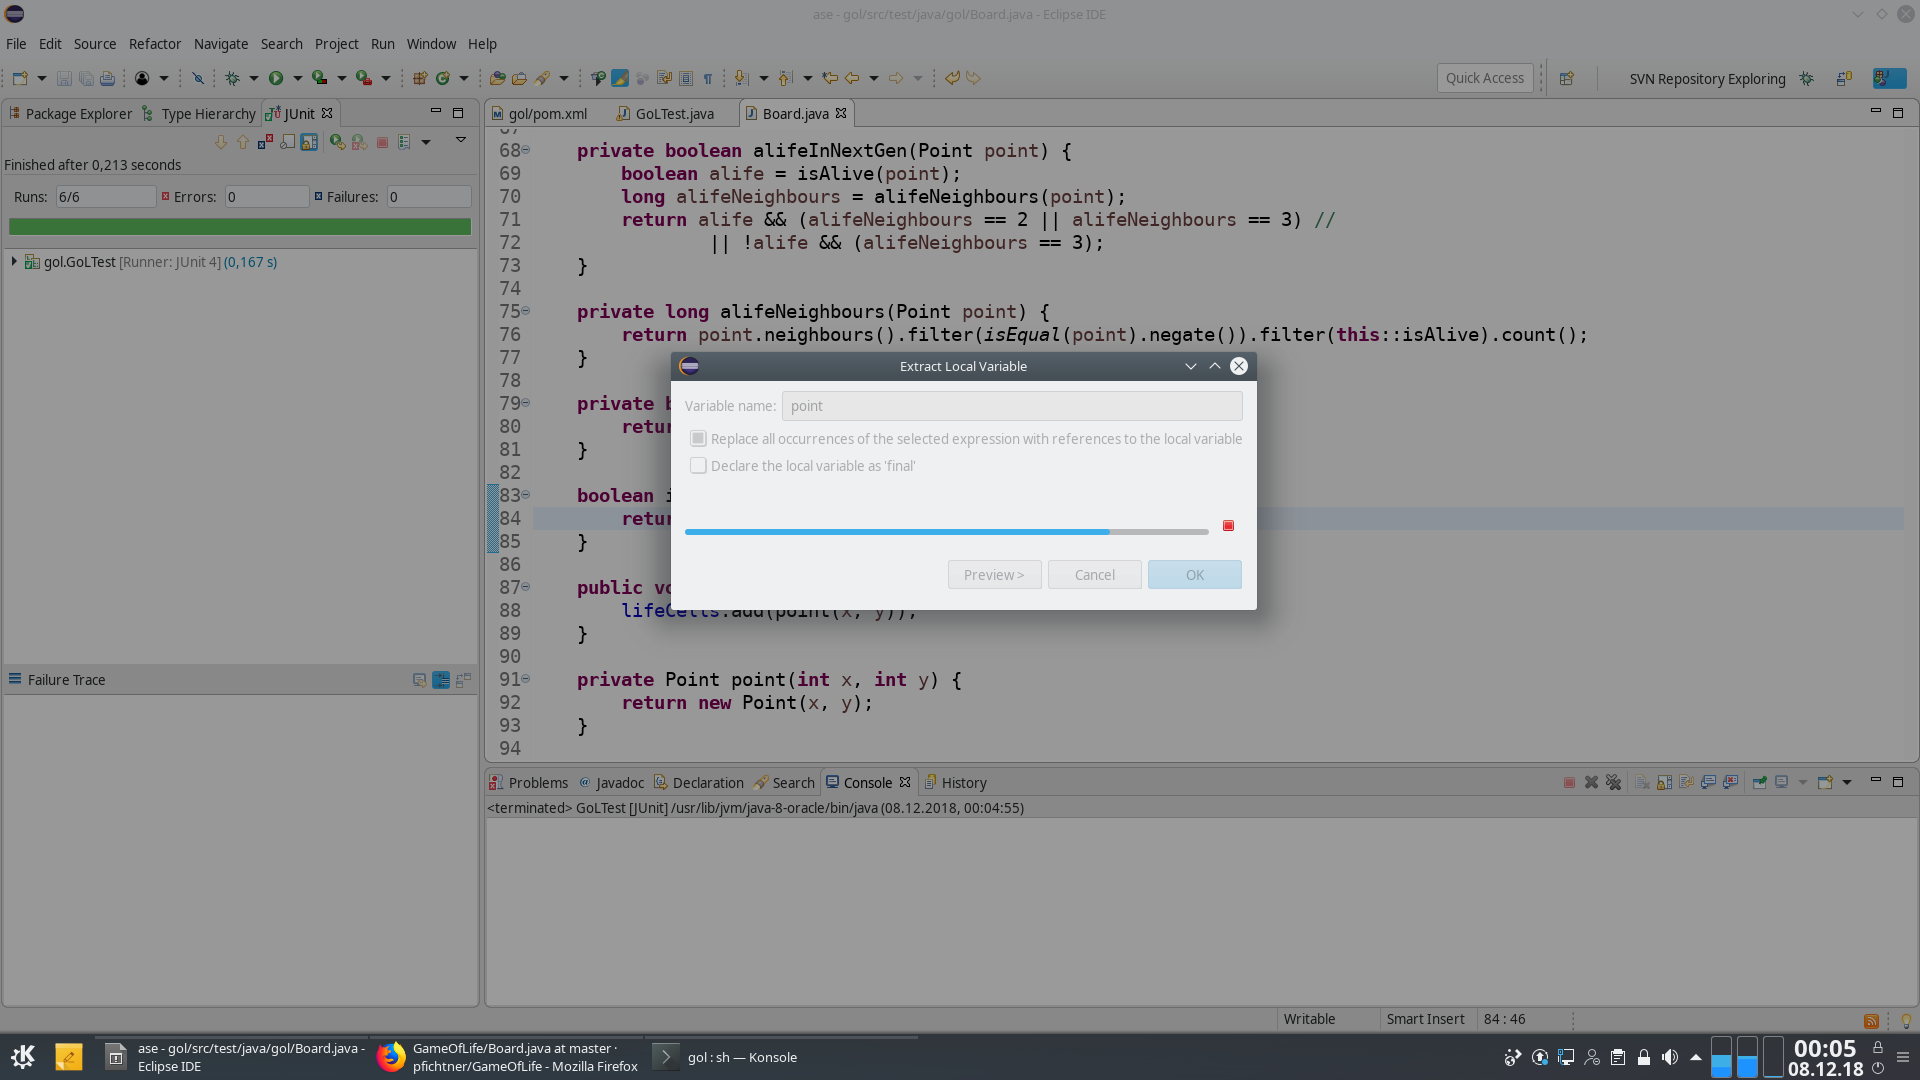 ase - gol/src/test/java/gol/Board.java - Eclipse IDE
File Edit Source Refactor Navigate Search Project Run Window Help
Quick Access
SVN Repository Exploring
Package Explorer Type Hierarchy JUnit
Finished after 0,213 seconds
Runs: 6/6 Errors: 0 Failures: 0
gol.GoLTest [Runner: JUnit 4] (0,167 s)
Failure Trace
gol/pom.xml GoLTest.java Board.java
68 private boolean alifeInNextGen(Point point) {
69 boolean alife = isAlive(point);
70 long alifeNeighbours = alifeNeighbours(point);
71 return alife && (alifeNeighbours == 2 || alifeNeighbours == 3) //
72 || !alife && (alifeNeighbours == 3);
73 }
74
75 private long alifeNeighbours(Point point) {
76 return point.neighbours().filter(isEqual(point).negate()).filter(this::isAlive).count();
77 }
78
79 private
80
81 }
82
83 boolean
84
85 }
86
87 public
88 lifeCells.add(point(x, y));
89 }
90
91 private Point point(int x, int y) {
92 return new Point(x, y);
93 }
94
Extract Local Variable
Variable name: point
Replace all occurrences of the selected expression with references to the local variable
Declare the local variable as 'final'
Preview > Cancel OK
Problems Javadoc Declaration Search Console History
<terminated> GoLTest [JUnit] /usr/lib/jvm/java-8-oracle/bin/java (08.12.2018, 00:04:55)
Writable Smart Insert 84 : 46
ase - gol/src/test/java/gol/Board.java - Eclipse IDE
GameOfLife/Board.java at master · pfichtner/GameOfLife - Mozilla Firefox
gol : sh — Konsole
00:05
08.12.18